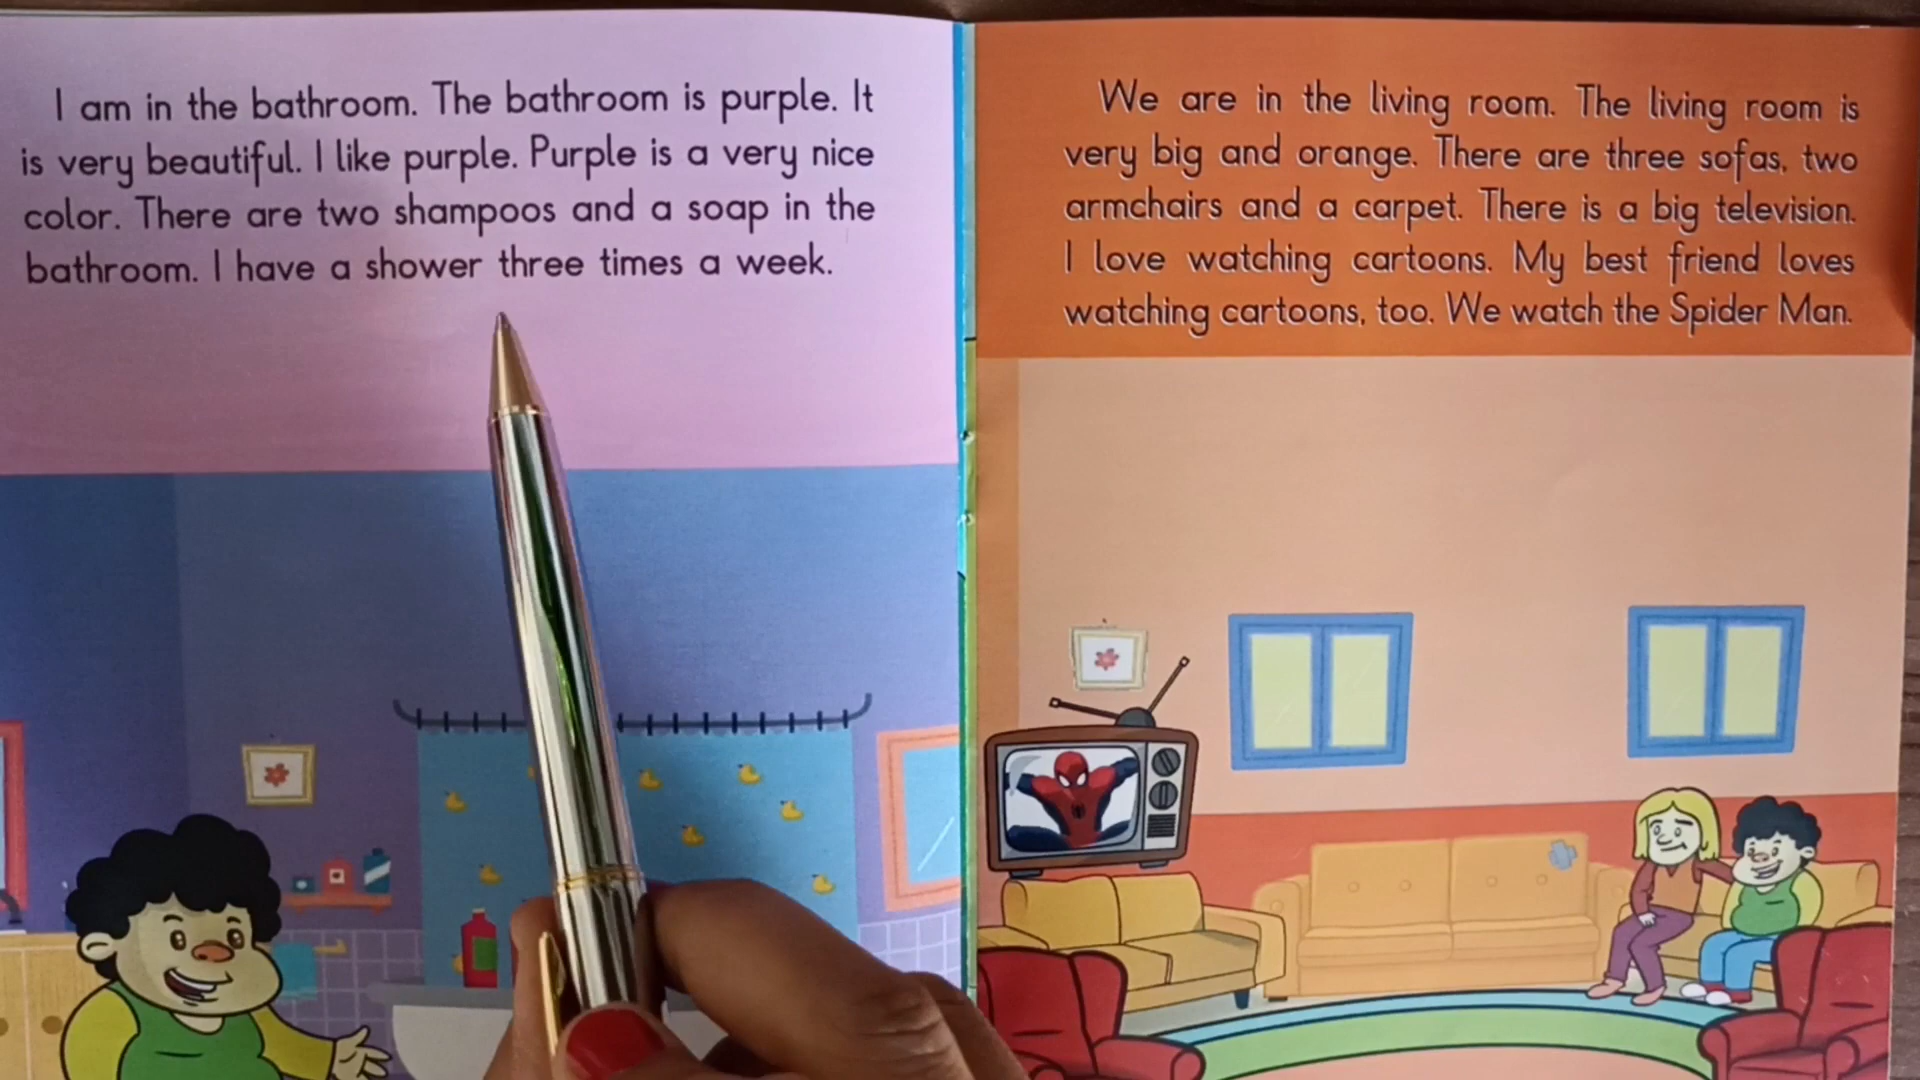 I am in the bathroom. The bathroom is purple. It
is very beautiful. I like purple. Purple is a very nice
color. There are two shampoos and a soap in the
bathroom. I have a shower three times a week.
We are in the living room. The living room is
very big and orange. There are three sofas, two
armchairs and a carpet. There is a big television.
I love watching cartoons. My best friend loves
watching cartoons, too. We watch the Spider Man.